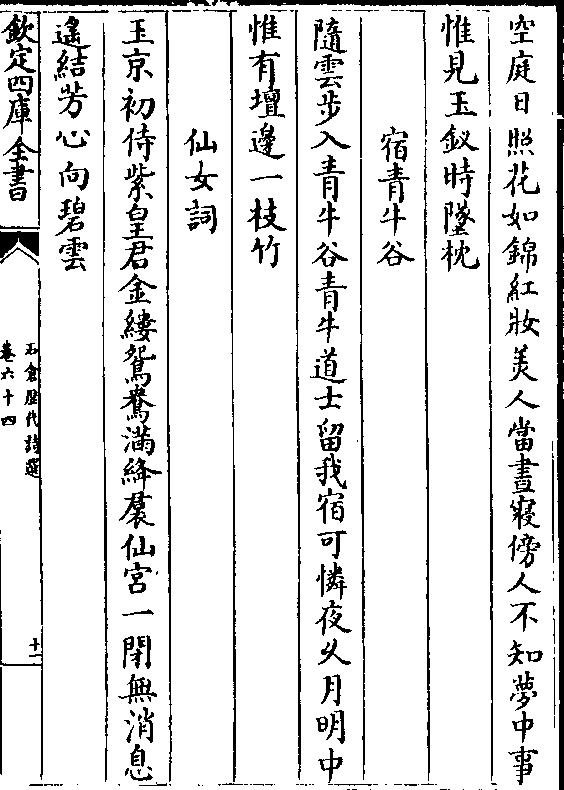 空庭日照花如錦紅妝美人當晝寢傍人不知夢中事
惟見玉釵時墜枕
宿青牛谷
隨雲步入青牛谷青牛道士留我宿可憐夜久月明中
惟有壇邊一枝竹
仙女詞
玉京初侍紫皇君金縷鴛鴦滿絳裠仙宮一閉無消息
遙結芳心向碧雲
欽定四庫全書
石倉歷代詩選
卷六十四
十一